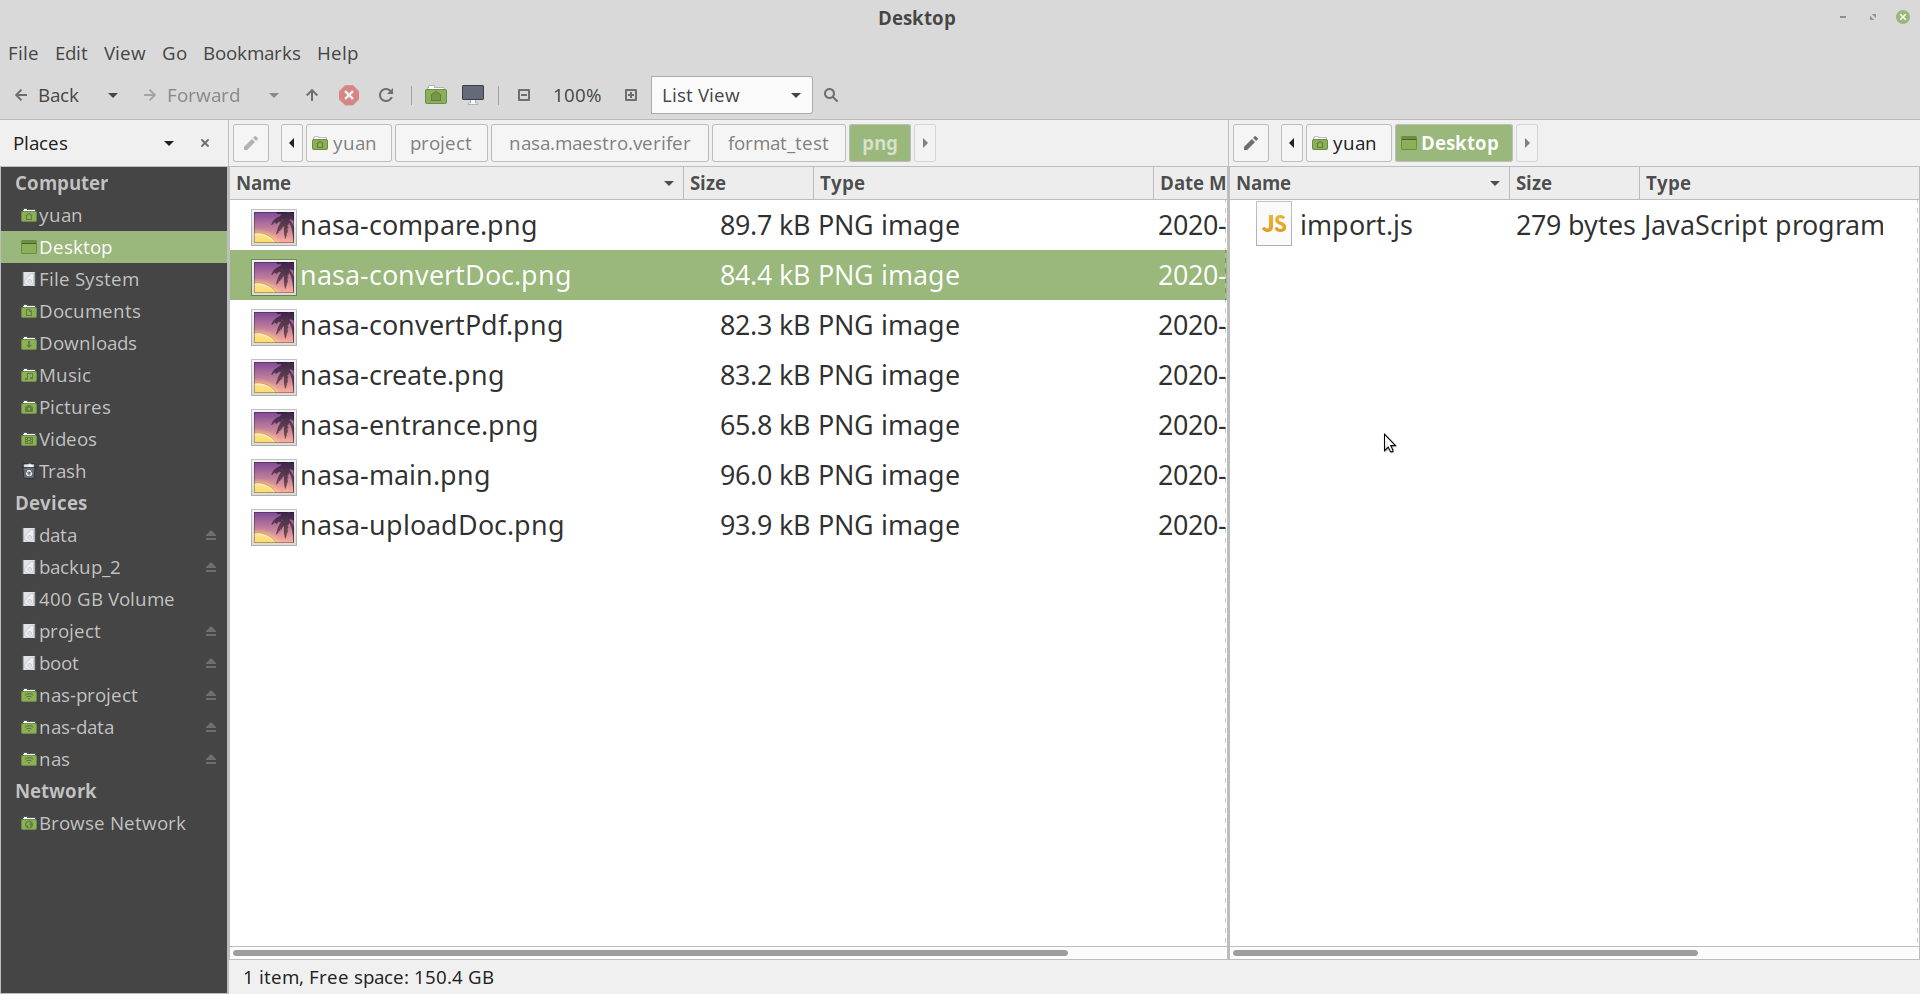 Desktop
File Edit View Go Bookmarks Help
Back Forward 100% List View
Places
yuan project nasa.maestro.verifer format_test png
yuan Desktop
Computer
yuan
Desktop
File System
Documents
Downloads
Music
Pictures
Videos
Trash
Devices
data
backup_2
400 GB Volume
project
boot
nas-project
nas-data
nas
Network
Browse Network
Name Size Type Date M
nasa-compare.png 89.7 kB PNG image 2020-
nasa-convertDoc.png 84.4 kB PNG image 2020-
nasa-convertPdf.png 82.3 kB PNG image 2020-
nasa-create.png 83.2 kB PNG image 2020-
nasa-entrance.png 65.8 kB PNG image 2020-
nasa-main.png 96.0 kB PNG image 2020-
nasa-uploadDoc.png 93.9 kB PNG image 2020-
Name Size Type
JS import.js 279 bytes JavaScript program
1 item, Free space: 150.4 GB